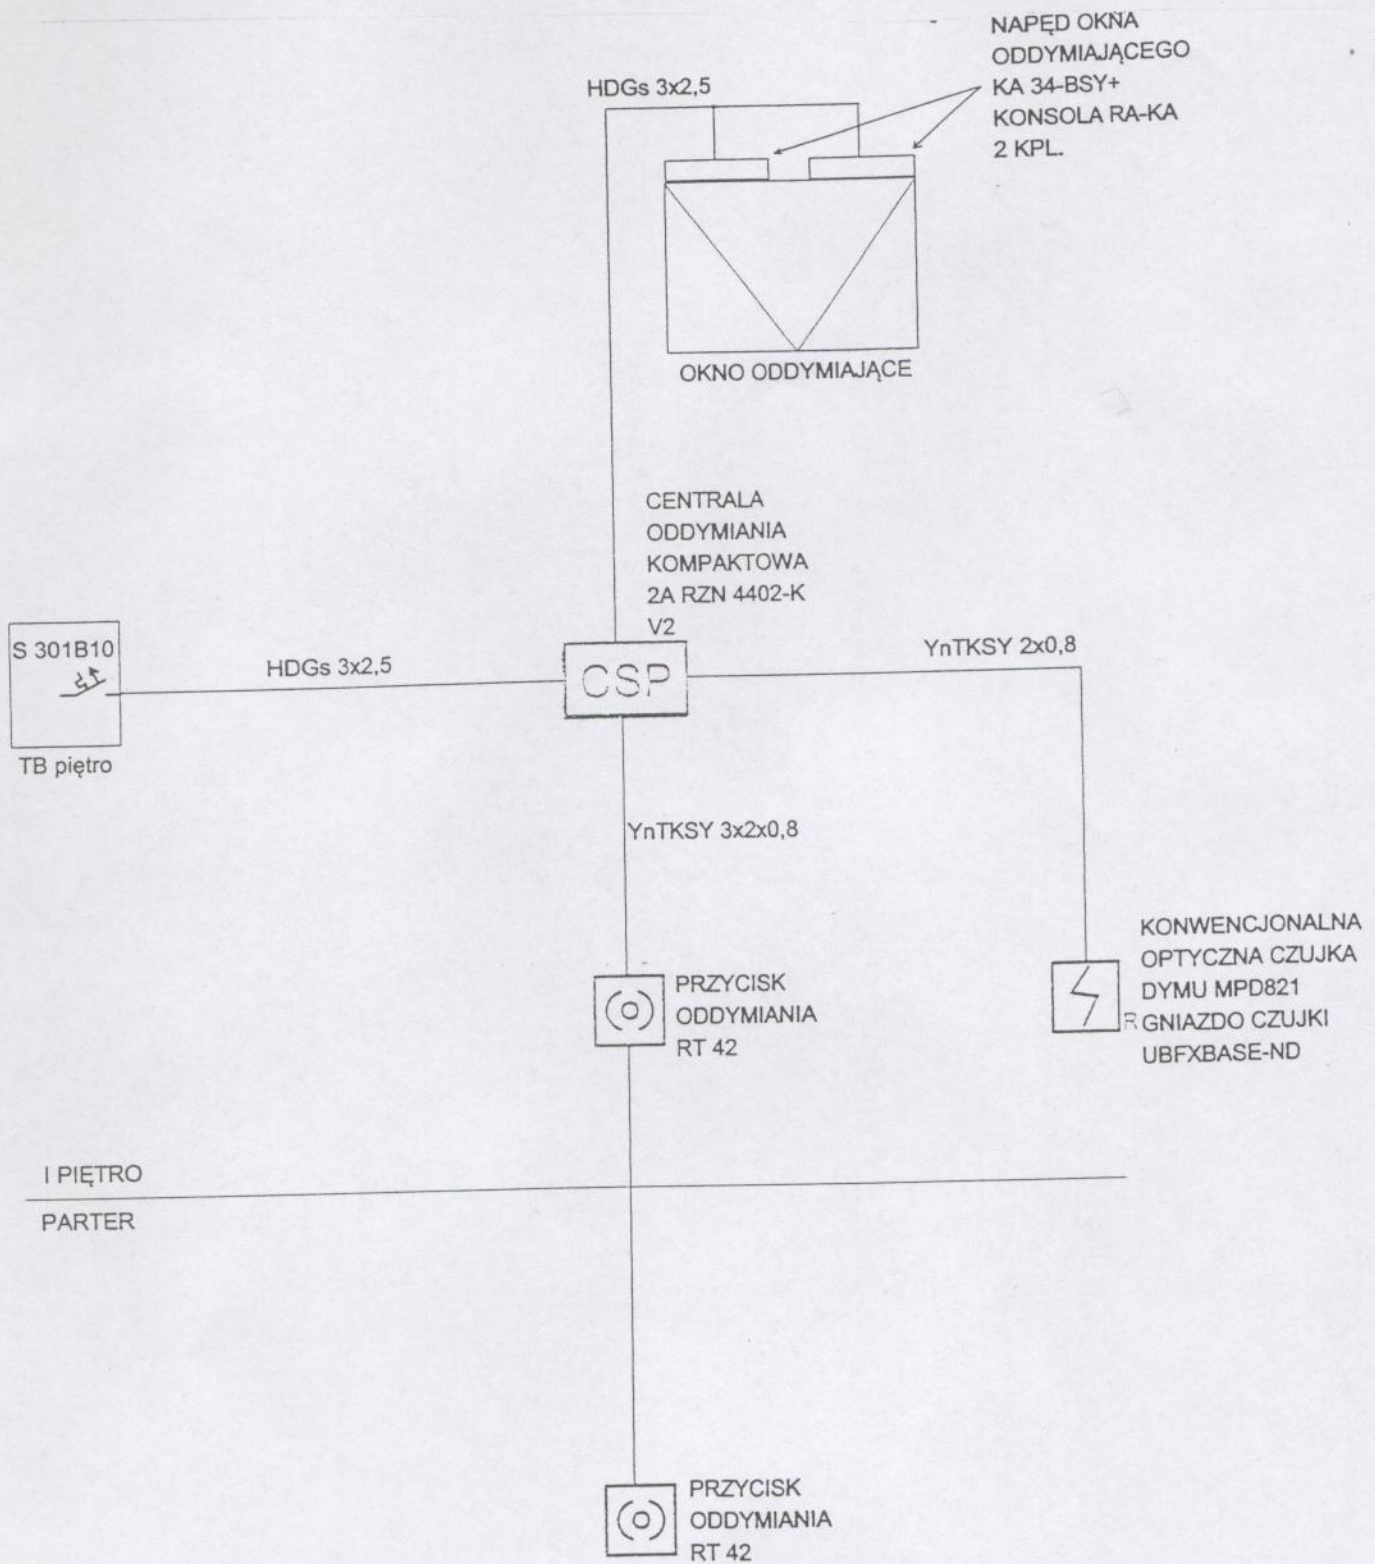 NAPĘD OKNA
ODDYMIAJĄCEGO
KA 34-BSY+
KONSOLA RA-KA
2 KPL.
HDGs 3x2,5
OKNO ODDYMIAJĄCE
CENTRALA
ODDYMIANIA
KOMPAKTOWA
2A RZN 4402-K
V2
CSP
S 301B10
TB piętro
HDGs 3x2,5
YnTKSY 2x0,8
YnTKSY 3x2x0,8
PRZYCISK
ODDYMIANIA
RT 42
KONWENCJONALNA
OPTYCZNA CZUJKA
DYMU MPD821
R GNIAZDO CZUJKI
UBFXBASE-ND
I PIĘTRO
PARTER
PRZYCISK
ODDYMIANIA
RT 42